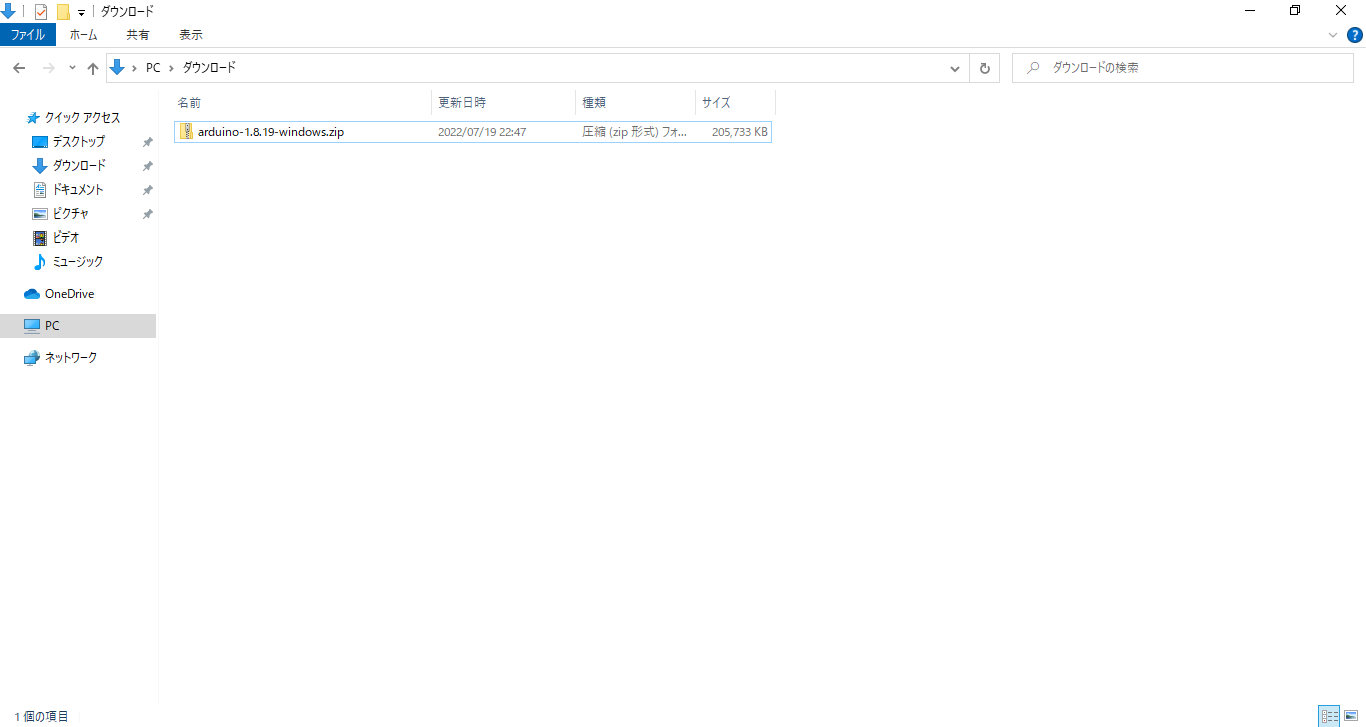 ダウンロード
ファイル ホーム 共有 表示
PC ダウンロード ダウンロードの検索
名前 更新日時 種類 サイズ
arduino-1.8.19-windows.zip 2022/07/19 22:47 圧縮 (zip 形式) フォ... 205,733 KB
クイック アクセス
デスクトップ
ダウンロード
ドキュメント
ピクチャ
ビデオ
ミュージック
OneDrive
PC
ネットワーク
1 個の項目